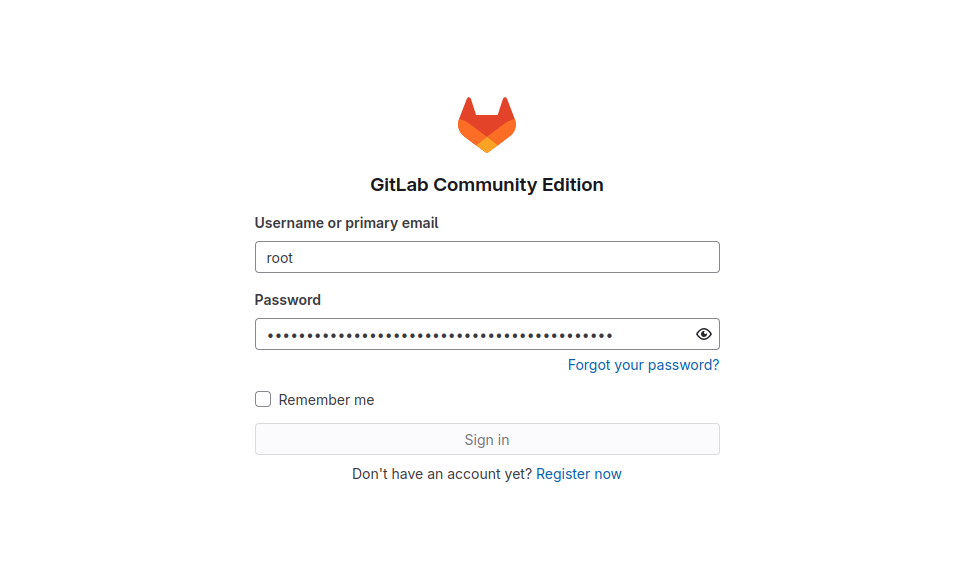 GitLab Community Edition
Username or primary email
root
Password
••••••••••••••••••••••••••••••••••••••••••••
Forgot your password?
Remember me
Sign in
Don't have an account yet? Register now